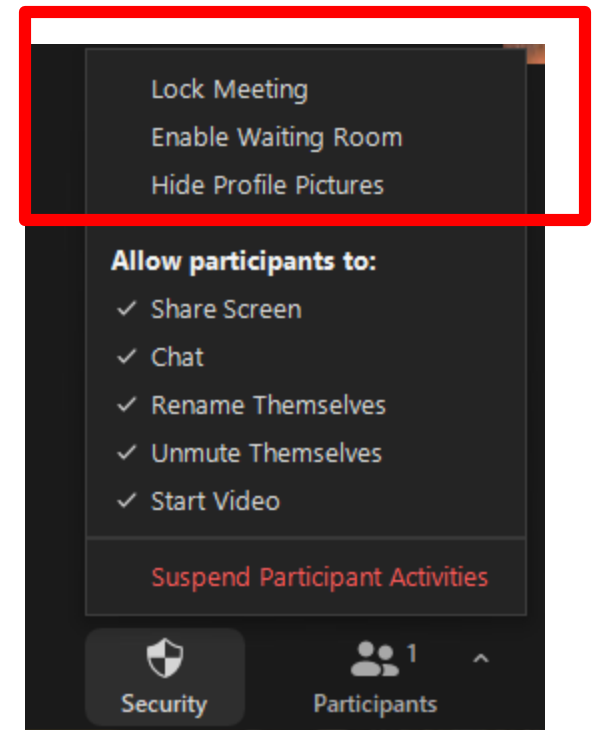 Lock Meeting
Enable Waiting Room
Hide Profile Pictures
Allow participants to:
Share Screen
Chat
Rename Themselves
Unmute Themselves
Start Video
Suspend Participant Activities
1
Security Participants